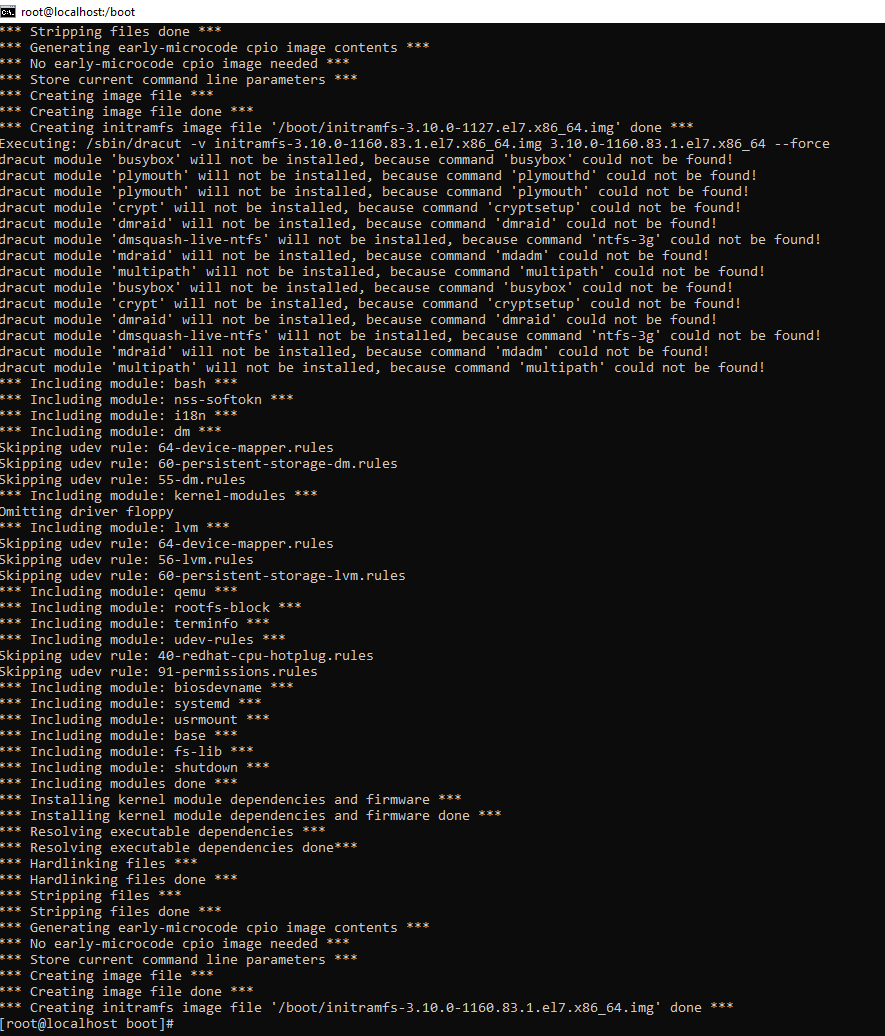 root@localhost:/boot
*** Stripping files done ***
*** Generating early-microcode cpio image contents ***
*** No early-microcode cpio image needed ***
*** Store current command line parameters ***
*** Creating image file ***
*** Creating image file done ***
*** Creating initramfs image file '/boot/initramfs-3.10.0-1127.el7.x86_64.img' done ***
Executing: /sbin/dracut -v initramfs-3.10.0-1160.83.1.el7.x86_64.img 3.10.0-1160.83.1.el7.x86_64 --force
dracut module 'busybox' will not be installed, because command 'busybox' could not be found!
dracut module 'plymouth' will not be installed, because command 'plymouthd' could not be found!
dracut module 'plymouth' will not be installed, because command 'plymouth' could not be found!
dracut module 'crypt' will not be installed, because command 'cryptsetup' could not be found!
dracut module 'dmraid' will not be installed, because command 'dmraid' could not be found!
dracut module 'dmsquash-live-ntfs' will not be installed, because command 'ntfs-3g' could not be found!
dracut module 'mdraid' will not be installed, because command 'mdadm' could not be found!
dracut module 'multipath' will not be installed, because command 'multipath' could not be found!
dracut module 'busybox' will not be installed, because command 'busybox' could not be found!
dracut module 'crypt' will not be installed, because command 'cryptsetup' could not be found!
dracut module 'dmraid' will not be installed, because command 'dmraid' could not be found!
dracut module 'dmsquash-live-ntfs' will not be installed, because command 'ntfs-3g' could not be found!
dracut module 'mdraid' will not be installed, because command 'mdadm' could not be found!
dracut module 'multipath' will not be installed, because command 'multipath' could not be found!
*** Including module: bash ***
*** Including module: nss-softokn ***
*** Including module: i18n ***
*** Including module: dm ***
Skipping udev rule: 64-device-mapper.rules
Skipping udev rule: 60-persistent-storage-dm.rules
Skipping udev rule: 55-dm.rules
*** Including module: kernel-modules ***
Omitting driver floppy
*** Including module: lvm ***
Skipping udev rule: 64-device-mapper.rules
Skipping udev rule: 56-lvm.rules
Skipping udev rule: 60-persistent-storage-lvm.rules
*** Including module: qemu ***
*** Including module: rootfs-block ***
*** Including module: terminfo ***
*** Including module: udev-rules ***
Skipping udev rule: 40-redhat-cpu-hotplug.rules
Skipping udev rule: 91-permissions.rules
*** Including module: biosdevname ***
*** Including module: systemd ***
*** Including module: usrmount ***
*** Including module: base ***
*** Including module: fs-lib ***
*** Including module: shutdown ***
*** Including modules done ***
*** Installing kernel module dependencies and firmware ***
*** Installing kernel module dependencies and firmware done ***
*** Resolving executable dependencies ***
*** Resolving executable dependencies done***
*** Hardlinking files ***
*** Hardlinking files done ***
*** Stripping files ***
*** Stripping files done ***
*** Generating early-microcode cpio image contents ***
*** No early-microcode cpio image needed ***
*** Store current command line parameters ***
*** Creating image file ***
*** Creating image file done ***
*** Creating initramfs image file '/boot/initramfs-3.10.0-1160.83.1.el7.x86_64.img' done ***
[root@localhost boot]#